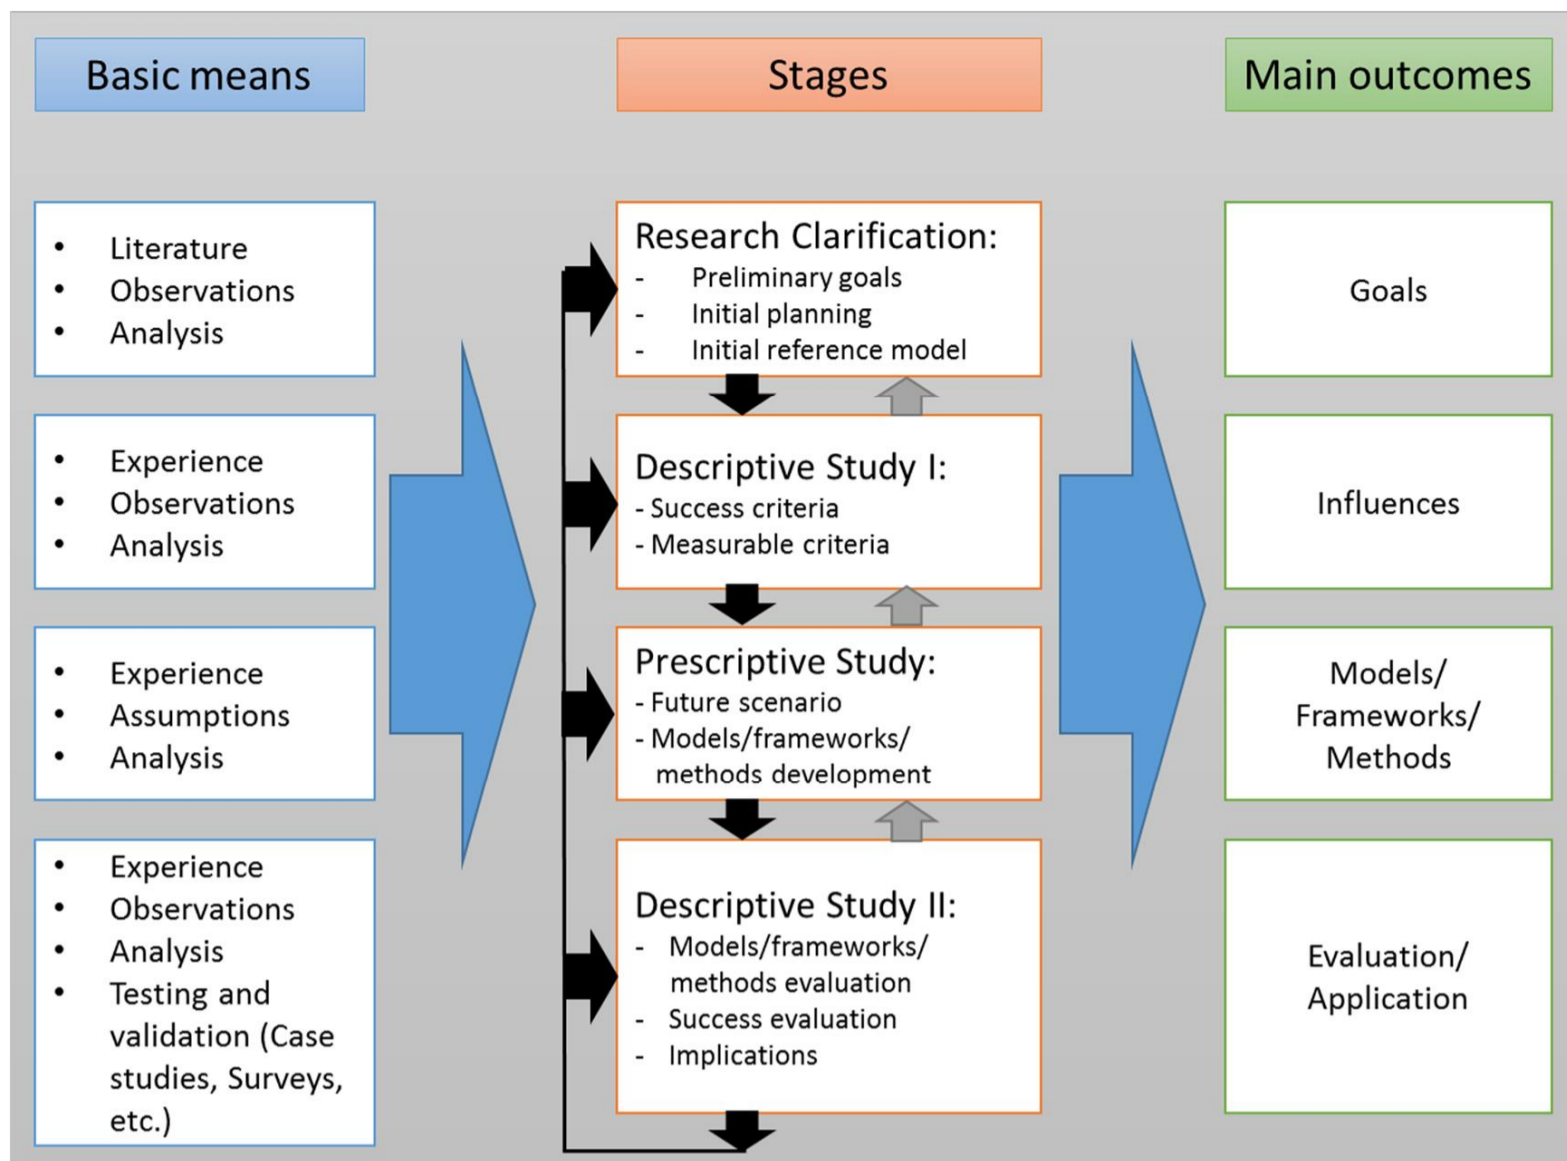 Basic means
Stages
Main outcomes
• Literature
• Observations
• Analysis
Research Clarification:
- Preliminary goals
- Initial planning
- Initial reference model
Goals
• Experience
• Observations
• Analysis
Descriptive Study I:
- Success criteria
- Measurable criteria
Influences
• Experience
• Assumptions
• Analysis
Prescriptive Study:
- Future scenario
- Models/frameworks/
methods development
Models/
Frameworks/
Methods
• Experience
• Observations
• Analysis
• Testing and
validation (Case
studies, Surveys,
etc.)
Descriptive Study II:
- Models/frameworks/
methods evaluation
- Success evaluation
- Implications
Evaluation/
Application